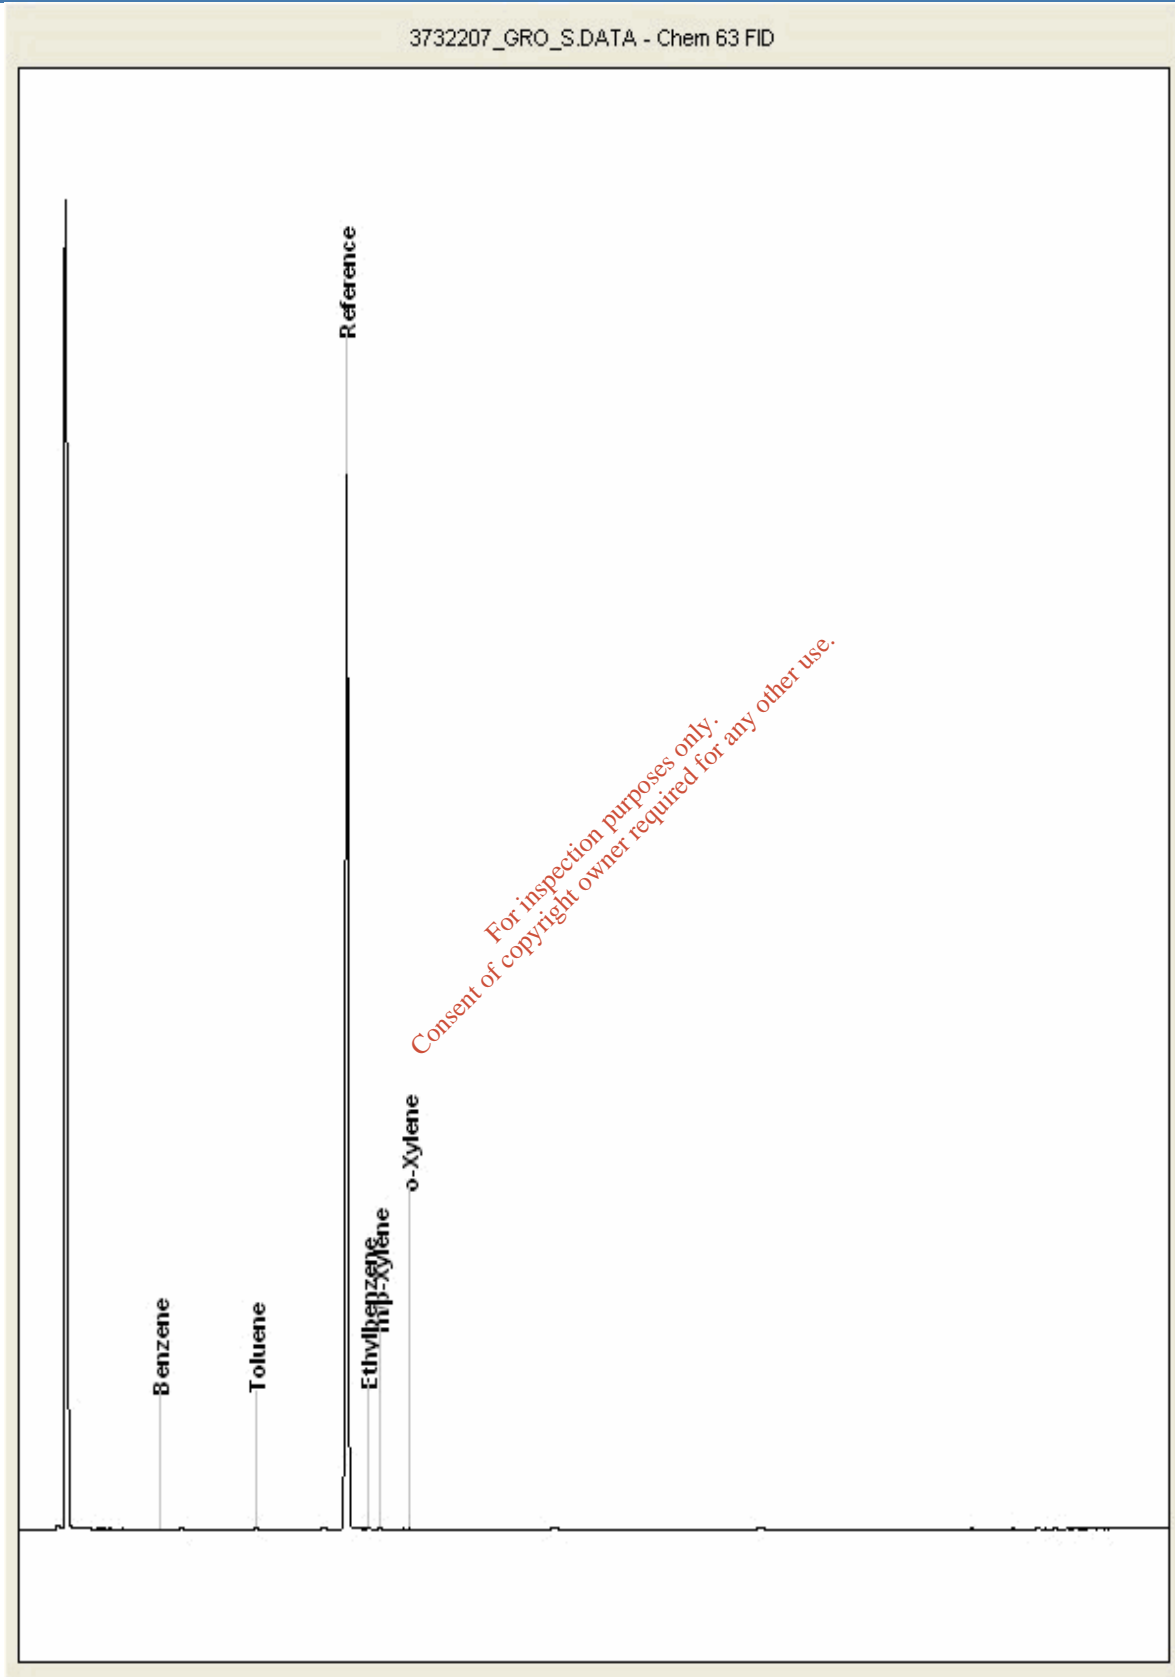 3732207_GRO_S.DATA - Chem 63 FID
Reference
For inspection purposes only.
Consent of copyright owner required for any other use.
o-Xylene
m/p-Xylene
Ethylbenzene
Benzene
Toluene